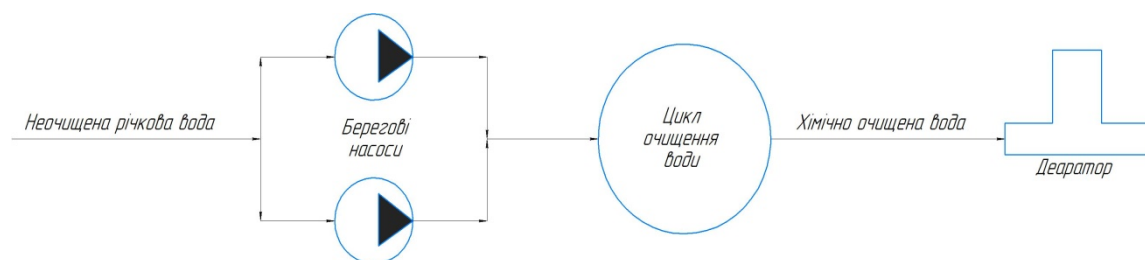 Неочищена річкова вода
Берегові
насоси
Цикл
очищення
води
Хімічно очищена вода
Деаратор